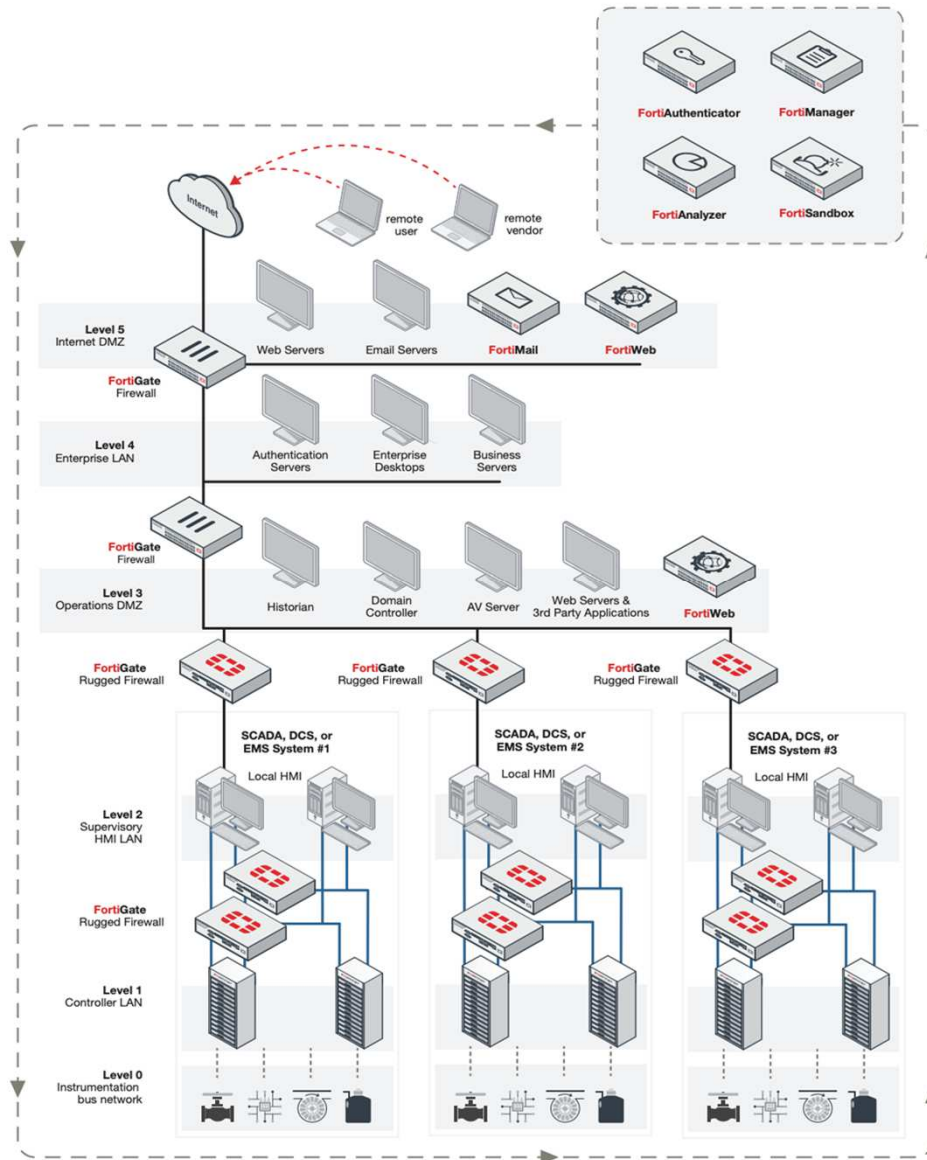 FortiAuthenticator
FortiManager
FortiAnalyzer
FortiSandbox
Internet
remote
user
remote
vendor
Level 5
Internet DMZ
Web Servers
Email Servers
FortiMail
FortiWeb
FortiGate
Firewall
Level 4
Enterprise LAN
Authentication
Servers
Enterprise
Desktops
Business
Servers
FortiGate
Firewall
Level 3
Operations DMZ
Historian
Domain
Controller
AV Server
Web Servers &
3rd Party Applications
FortiWeb
FortiGate
Rugged Firewall
FortiGate
Rugged Firewall
FortiGate
Rugged Firewall
SCADA, DCS, or
EMS System #1
Local HMI
SCADA, DCS, or
EMS System #2
Local HMI
SCADA, DCS, or
EMS System #3
Local HMI
Level 2
Supervisory
HMI LAN
FortiGate
Rugged Firewall
Level 1
Controller LAN
Level 0
Instrumentation
bus network